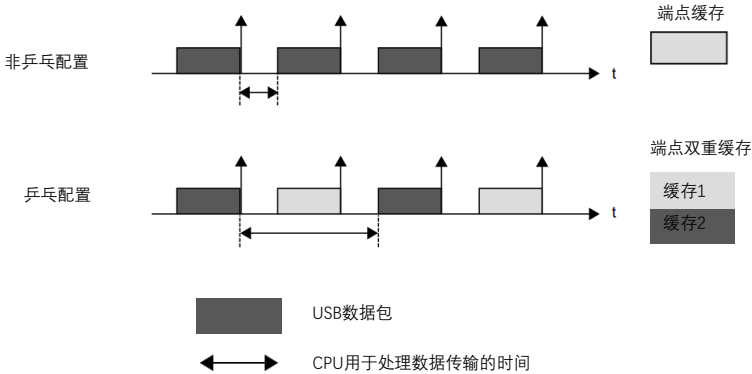 端点缓存
非乒乓配置
t
端点双重缓存
乒乓配置
缓存1
t
缓存2
USB数据包
CPU用于处理数据传输的时间